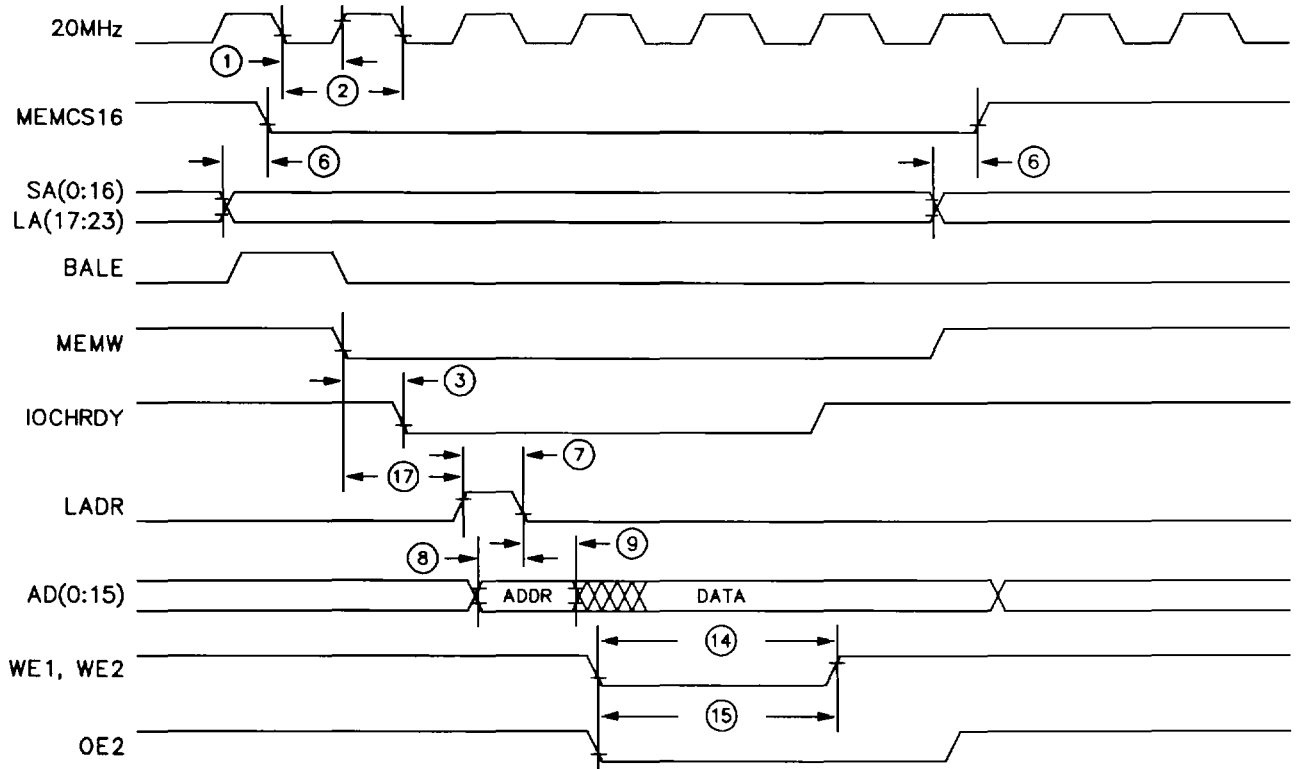 20MHz
① ②
MEMCS16
⑥ ⑥
SA(0:16)
LA(17:23)
BALE
MEMW
③
IOCHRDY
⑦
⑰
LADR
⑧ ⑨
AD(0:15) ADDR DATA
⑭
WE1, WE2
⑮
OE2